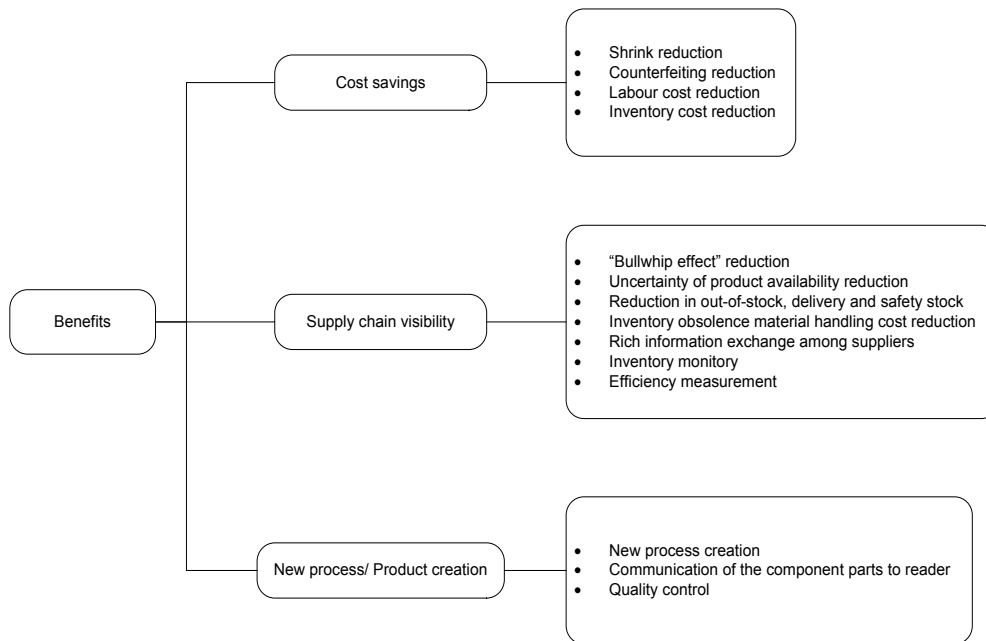 Benefits
Cost savings
• Shrink reduction
• Counterfeiting reduction
• Labour cost reduction
• Inventory cost reduction
Supply chain visibility
• “Bullwhip effect” reduction
• Uncertainty of product availability reduction
• Reduction in out-of-stock, delivery and safety stock
• Inventory obsolence material handling cost reduction
• Rich information exchange among suppliers
• Inventory monitory
• Efficiency measurement
New process/ Product creation
• New process creation
• Communication of the component parts to reader
• Quality control